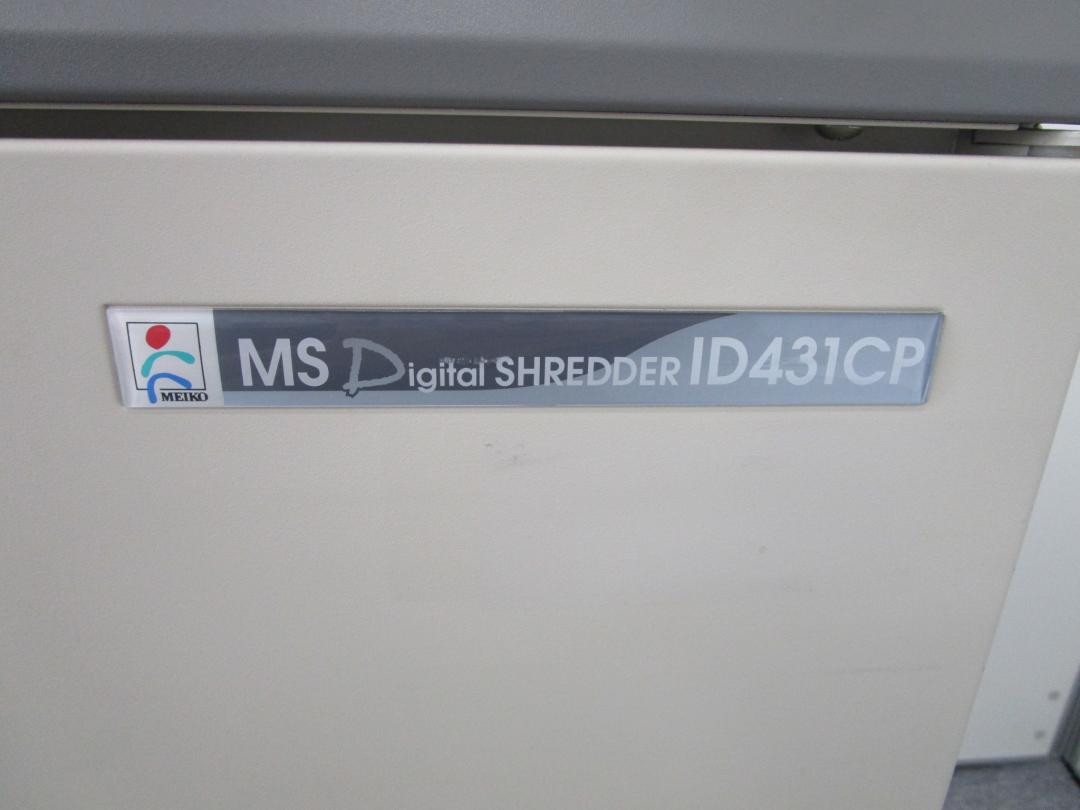 MEIKO
MS Digital SHREDDER ID431CP